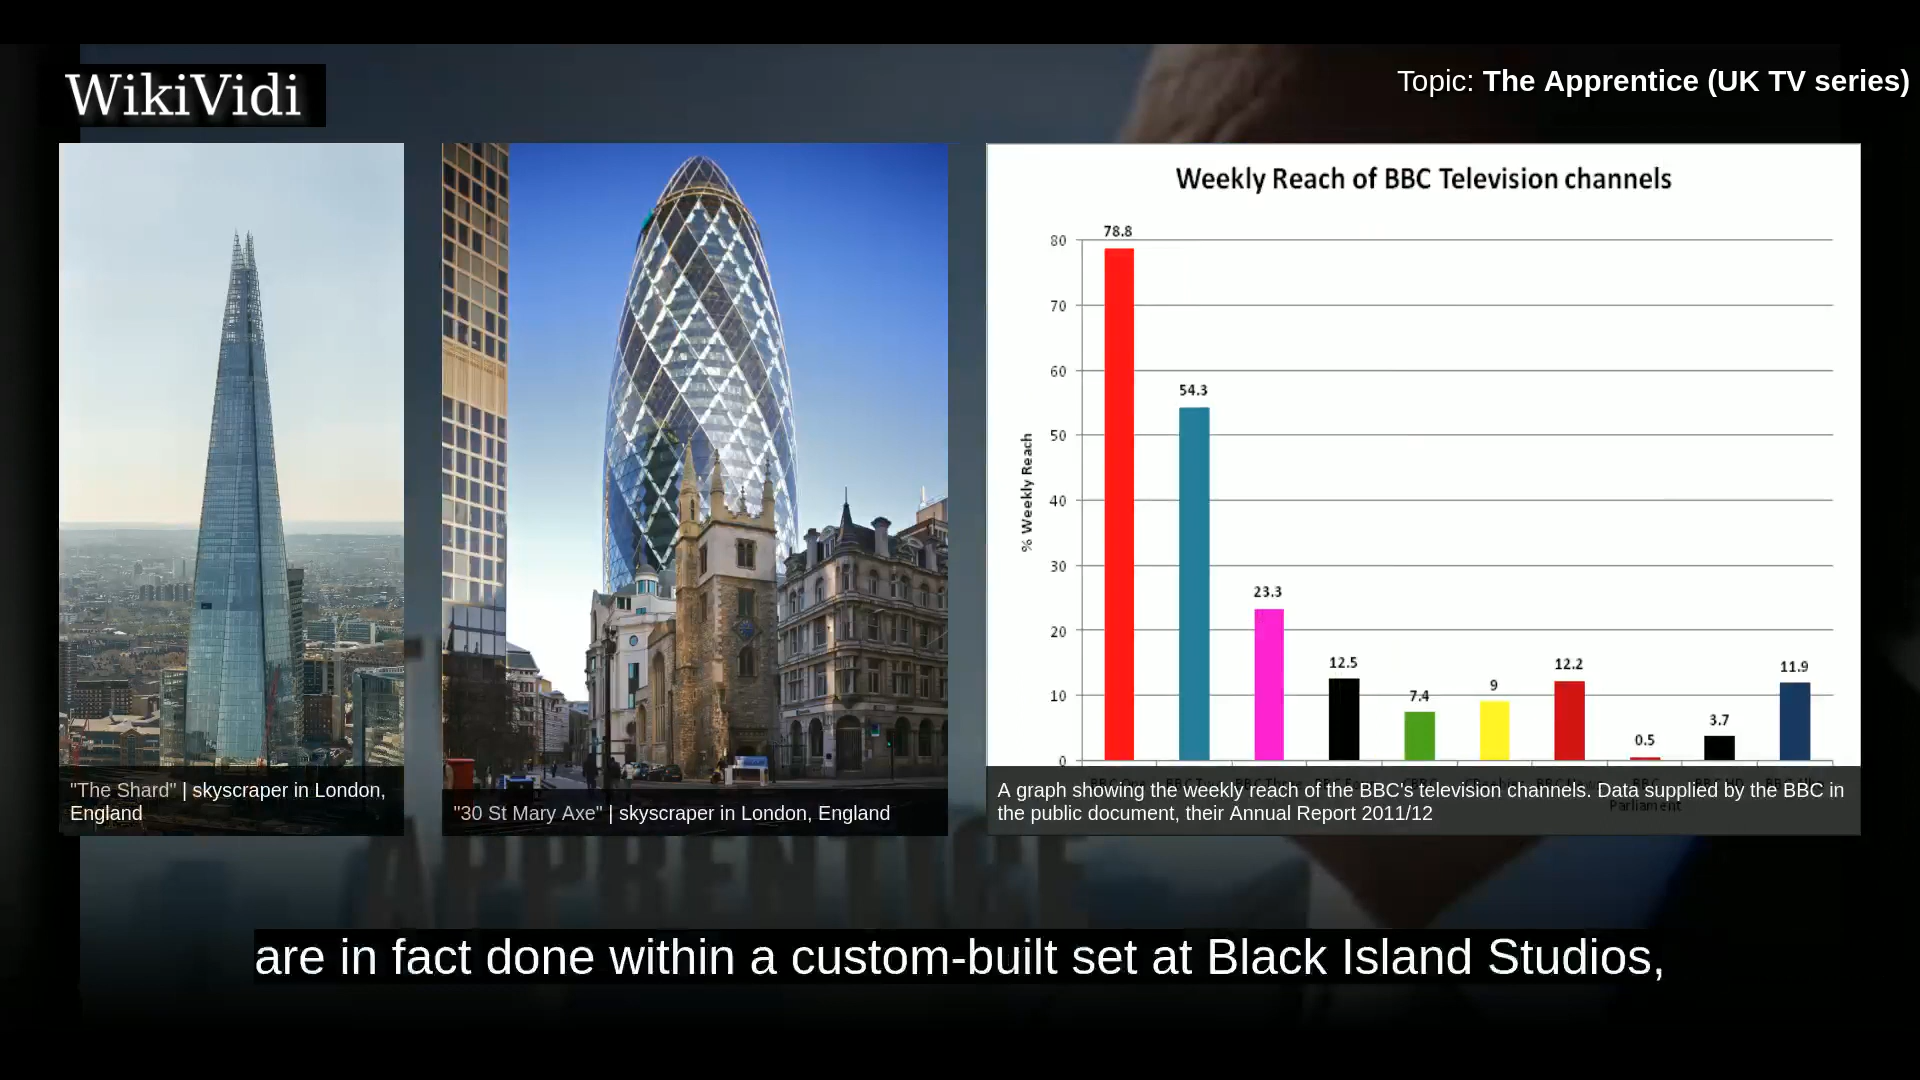 WikiVidi
Topic: The Apprentice (UK TV series)
"The Shard" | skyscraper in London,
England
"30 St Mary Axe" | skyscraper in London, England
Weekly Reach of BBC Television channels
% Weekly Reach
80
70
60
50
40
30
20
10
0
78.8
54.3
23.3
12.5
7.4
9
12.2
0.5
3.7
11.9
Parliament
A graph showing the weekly reach of the BBC's television channels. Data supplied by the BBC in
the public document, their Annual Report 2011/12
APPRENTICE
are in fact done within a custom-built set at Black Island Studios,